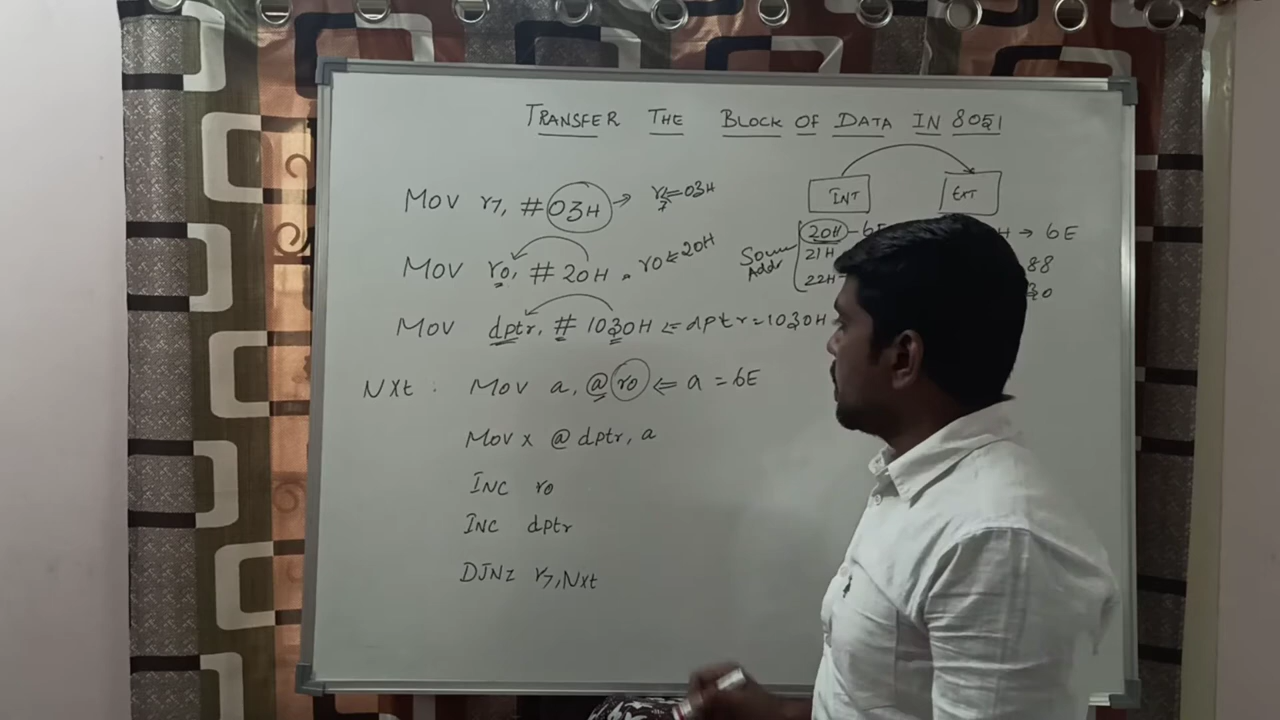 TRANSFER THE BLOCK OF DATA IN 8051
INT EXT
MOV r7, #03H → r7=03H
20H - 6E
H → 6E
Source Addr
21H
88
22H -
30
MOV r0, #20H r0=20H
MOV dptr, #1030H ⇐ dptr=1030H
NXt : MOV a, @r0 ⇐ a = 6E
MOVX @dptr, a
INC r0
INC dptr
DJNZ r7, NXt